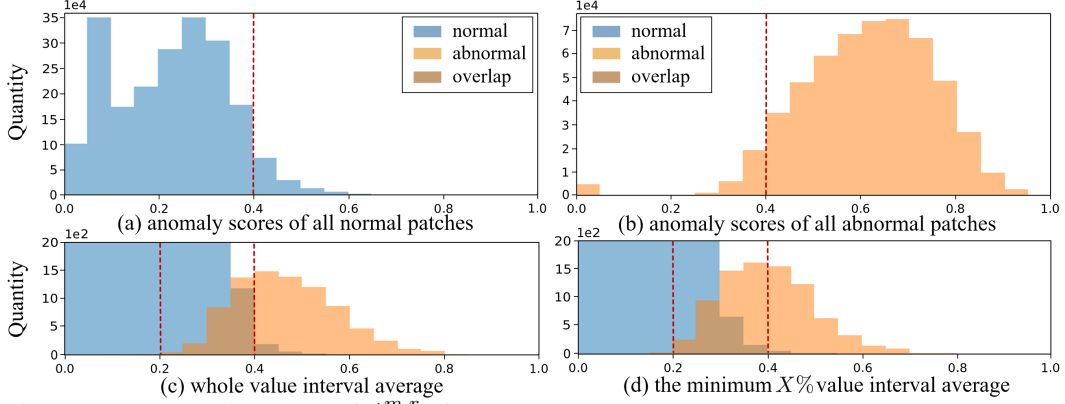 1e4
35
30
25
20
15
10
5
0
Quantity
normal
abnormal
overlap
0.0 0.2 0.4 0.6 0.8 1.0
(a) anomaly scores of all normal patches
1e4
7
6
5
4
3
2
1
0
normal
abnormal
overlap
0.0 0.2 0.4 0.6 0.8 1.0
(b) anomaly scores of all abnormal patches
1e2
20
15
10
5
0
Quantity
0.0 0.2 0.4 0.6 0.8 1.0
(c) whole value interval average
1e2
20
15
10
5
0
0.0 0.2 0.4 0.6 0.8 1.0
(d) the minimum X% value interval average